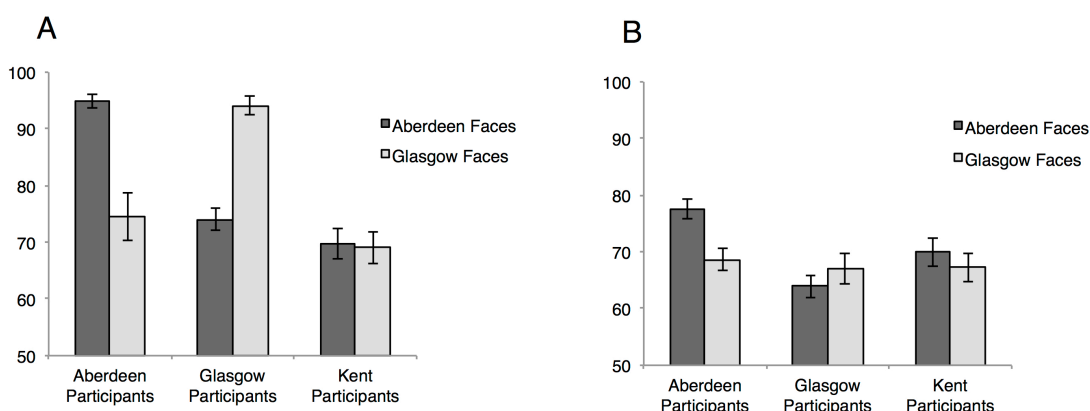 A
100
90
80
70
60
50
Aberdeen Faces
Glasgow Faces
Aberdeen
Participants
Glasgow
Participants
Kent
Participants
B
100
90
80
70
60
50
Aberdeen Faces
Glasgow Faces
Aberdeen
Participants
Glasgow
Participants
Kent
Participants